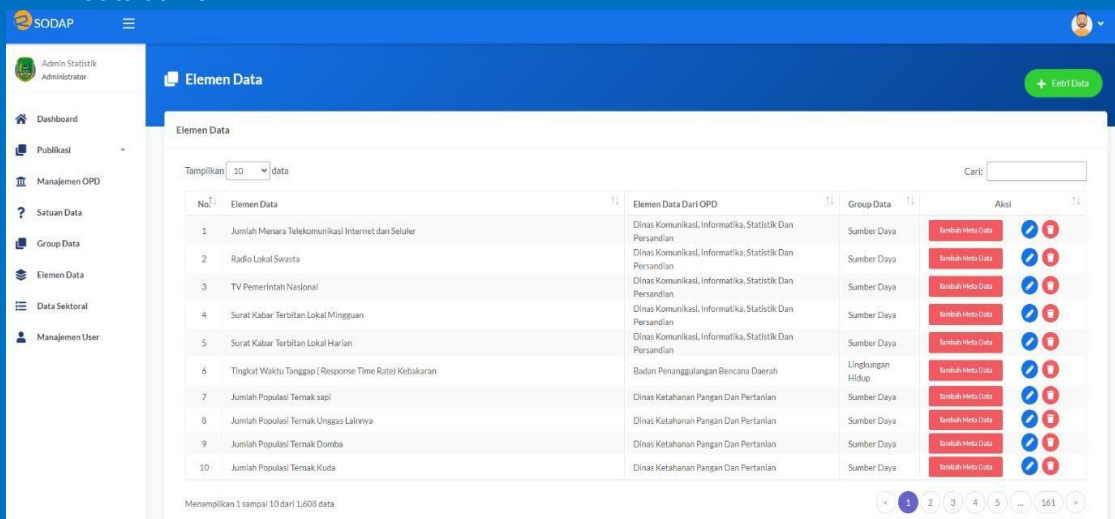 SODAP
Admin Statistik
Administrator
Dashboard
Publikasi
Manajemen OPD
Satuan Data
Group Data
Elemen Data
Data Sektoral
Manajemen User
Elemen Data
+ Entri Data
Elemen Data
Tampilkan 10 data
Cari:
No. Elemen Data Elemen Data Dari OPD Group Data Aksi
1 Jumlah Menara Telekomunikasi Internet dan Seluler Dinas Komunikasi, Informatika, Statistik Dan Persandian Sumber Daya Tambah Meta Data
2 Radio Lokal Swasta Dinas Komunikasi, Informatika, Statistik Dan Persandian Sumber Daya Tambah Meta Data
3 TV Pemerintah Nasional Dinas Komunikasi, Informatika, Statistik Dan Persandian Sumber Daya Tambah Meta Data
4 Surat Kabar Terbitan Lokal Mingguan Dinas Komunikasi, Informatika, Statistik Dan Persandian Sumber Daya Tambah Meta Data
5 Surat Kabar Terbitan Lokal Harian Dinas Komunikasi, Informatika, Statistik Dan Persandian Sumber Daya Tambah Meta Data
6 Tingkat Waktu Tanggap ( Response Time Rate) Kebakaran Badan Penanggulangan Bencana Daerah Lingkungan Hidup Tambah Meta Data
7 Jumlah Populasi Ternak sapi Dinas Ketahanan Pangan Dan Pertanian Sumber Daya Tambah Meta Data
8 Jumlah Populasi Ternak Unggas Lainnya Dinas Ketahanan Pangan Dan Pertanian Sumber Daya Tambah Meta Data
9 Jumlah Populasi Ternak Domba Dinas Ketahanan Pangan Dan Pertanian Sumber Daya Tambah Meta Data
10 Jumlah Populasi Ternak Kuda Dinas Ketahanan Pangan Dan Pertanian Sumber Daya Tambah Meta Data
Menampilkan 1 sampai 10 dari 1,608 data
< 1 2 3 4 5 ... 161 >